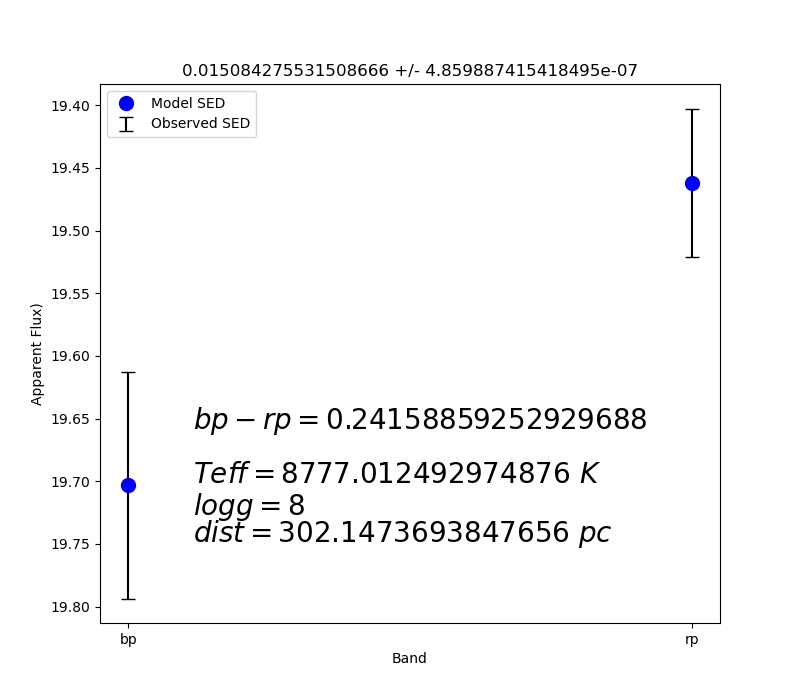 0.015084275531508666 +/- 4.859887415418495e-07
Model SED
Observed SED
19.40
19.45
19.50
19.55
19.60
19.65
19.70
19.75
19.80
Apparent Flux)
bp − rp = 0.24158859252929688
Teff = 8777.012492974876 K
logg = 8
dist = 302.1473693847656 pc
bp
rp
Band